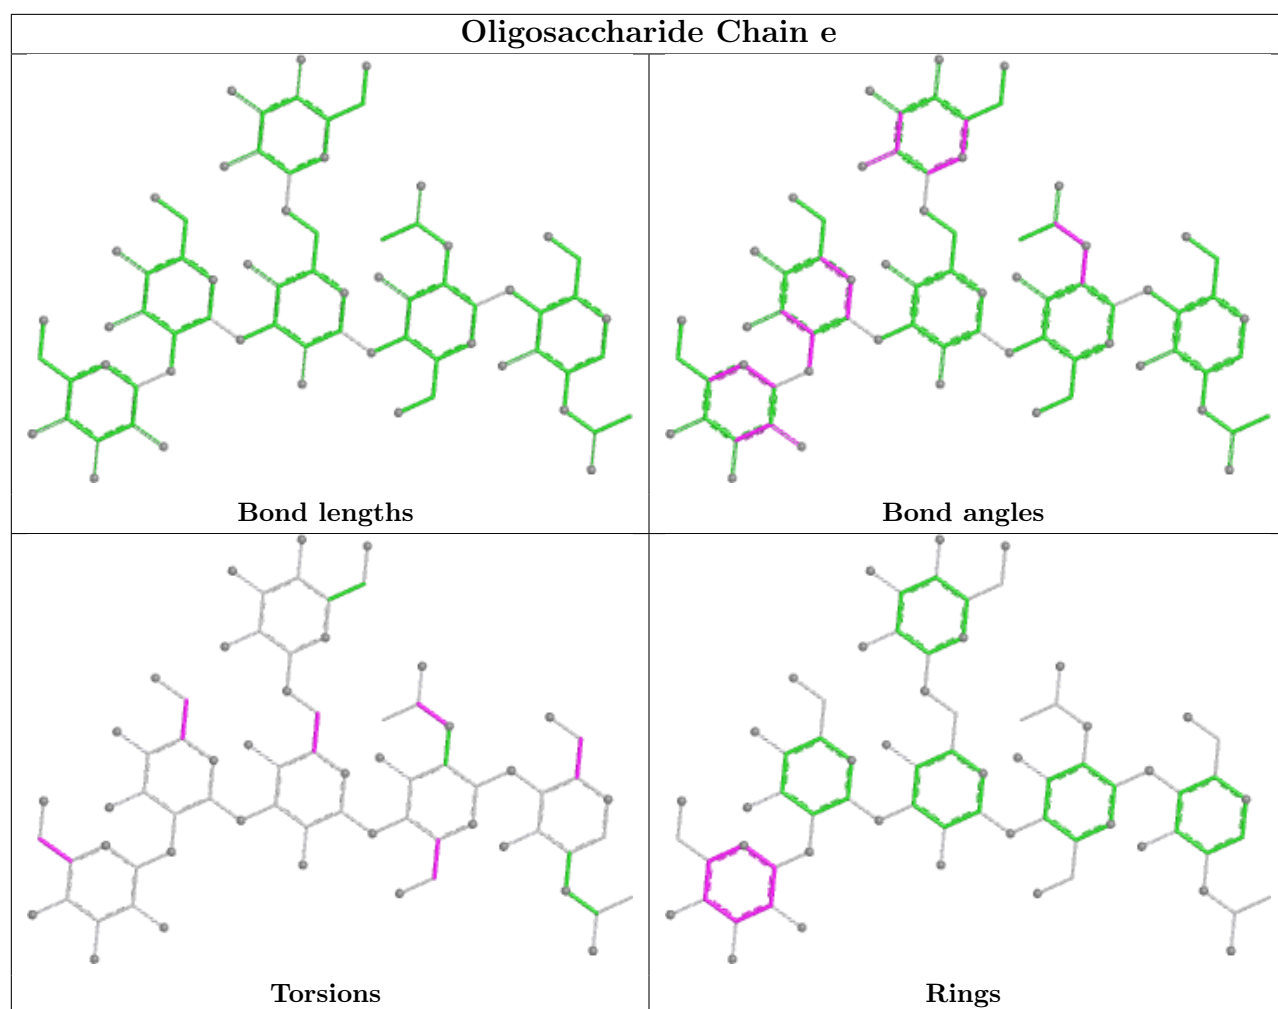 Oligosaccharide Chain e
Bond lengths
Bond angles
Torsions
Rings